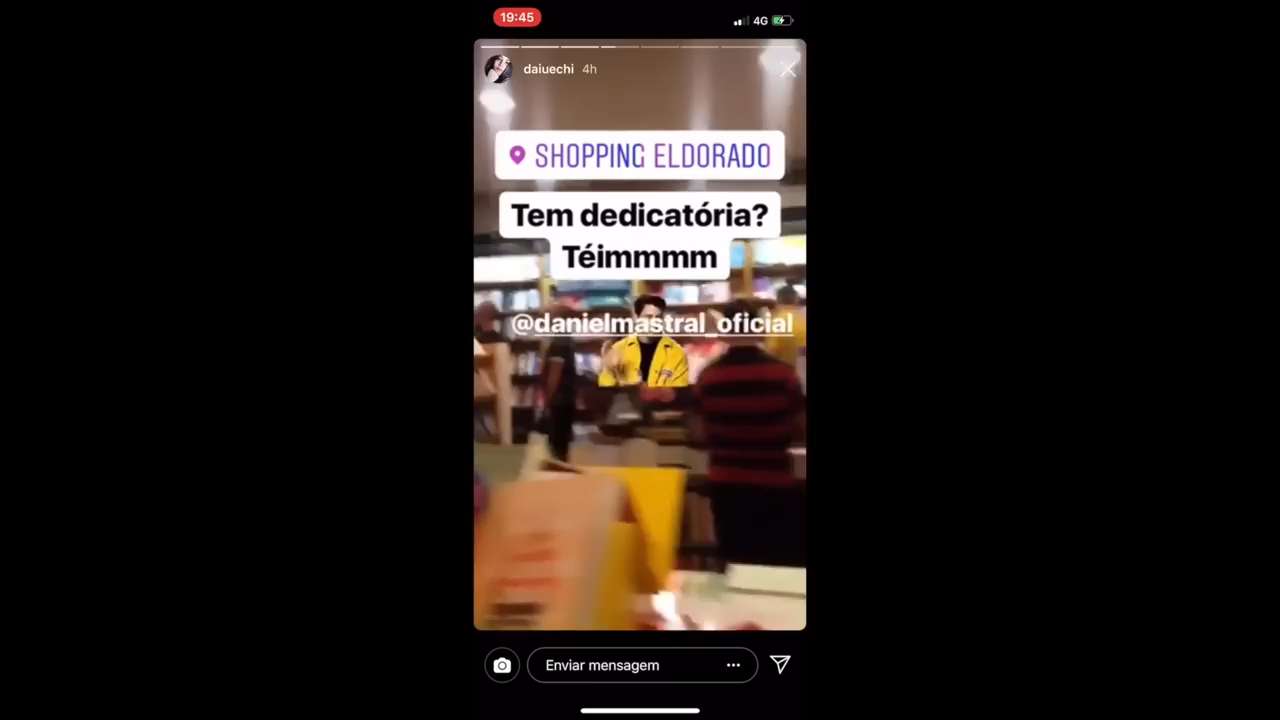 19:45
4G
daiuechi 4h
SHOPPING ELDORADO
Tem dedicatória?
Téimmmm
@danielmastral_oficial
Enviar mensagem